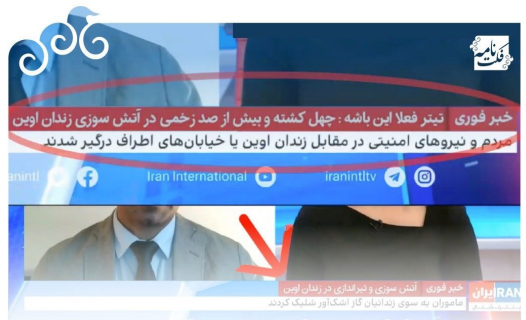 فکت‌نامه
خبر فوری تیتر فعلا این باشه : چهل کشته و بیش از صد زخمی در آتش سوزی زندان اوین
مردم و نیروهای امنیتی در مقابل زندان اوین یا خیابان‌های اطراف درگیر شدند
iranintl Iran International iranintltv
خبر فوری آتش سوزی و تیراندازی در زندان اوین
ماموران به سوی زندانیان گاز اشک‌آور شلیک کردند
ایران IRAN